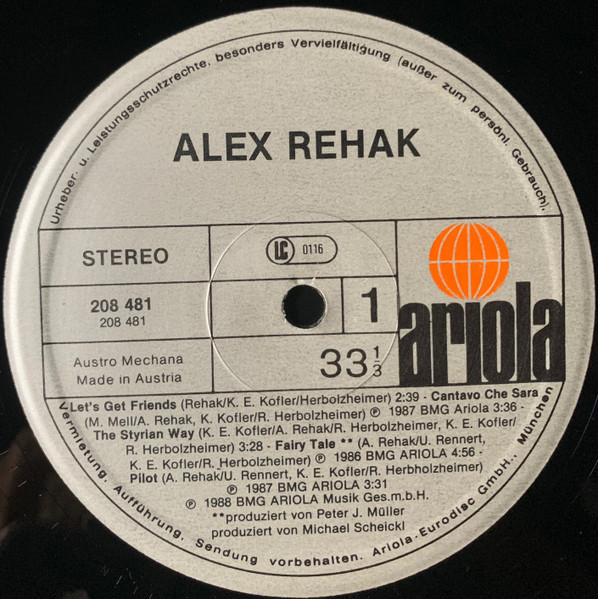 Urheber- u. Leistungsschutzrechte, besonders Vervielfältigung (außer zum persönl. Gebrauch).
ALEX REHAK
STEREO
LC 0116
208 481
208 481
1
ariola
Austro Mechana
Made in Austria
33 1/3
Let's Get Friends (Rehak/K. E. Kofler/Herbolzheimer) 2:39 - Cantavo Che Sara
(M. Mell/A. Rehak, K. Kofler/R. Herbolzheimer) ℗ 1987 BMG Ariola 3:36 -
The Styrian Way (K. E. Kofler/A. Rehak, K. E. Kofler/
R. Herbolzheimer) 3:28 - Fairy Tale ** (A. Rehak/U. Rennert,
K. E. Kofler/R. Herbolzheimer) ℗ 1986 BMG ARIOLA 4:56 -
Pilot (A. Rehak/U. Rennert, K. E. Kofler/R. Herbholzheimer)
℗ 1987 BMG ARIOLA 3:31
℗ 1988 BMG ARIOLA Musik Ges.m.b.H.
**produziert von Peter J. Müller
produziert von Michael Scheickl
Vermietung. Aufführung. Sendung vorbehalten. Ariola-Eurodisc GmbH., München